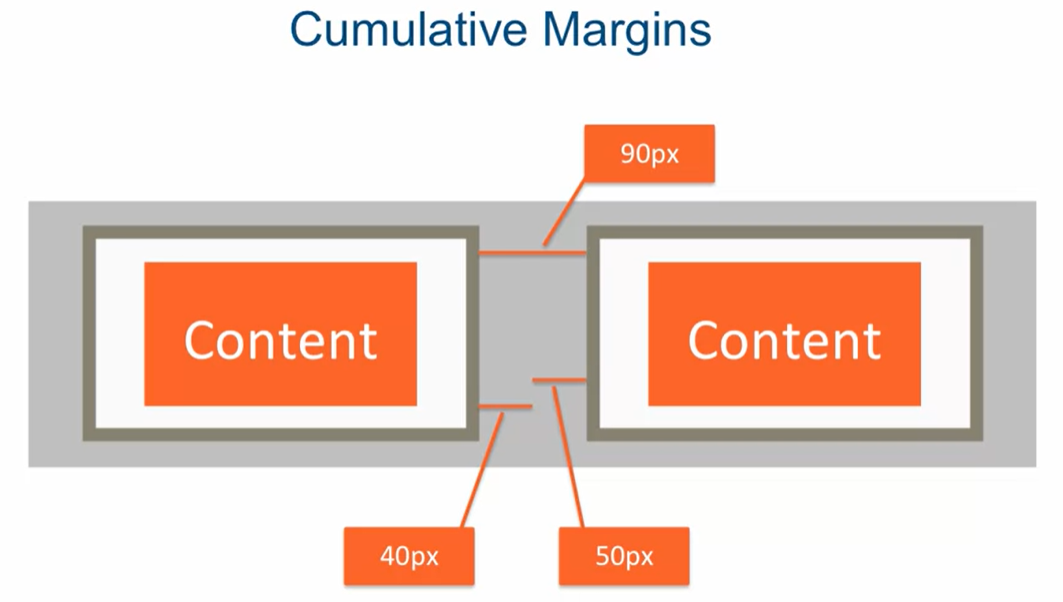 Cumulative Margins
90px
Content
Content
40px
50px